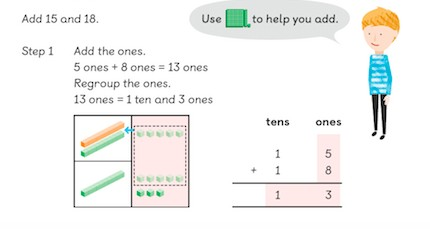 Add 15 and 18.
Use to help you add.
Step 1 Add the ones.
5 ones + 8 ones = 13 ones
Regroup the ones.
13 ones = 1 ten and 3 ones
tens ones
1 5
+ 1 8
1 3